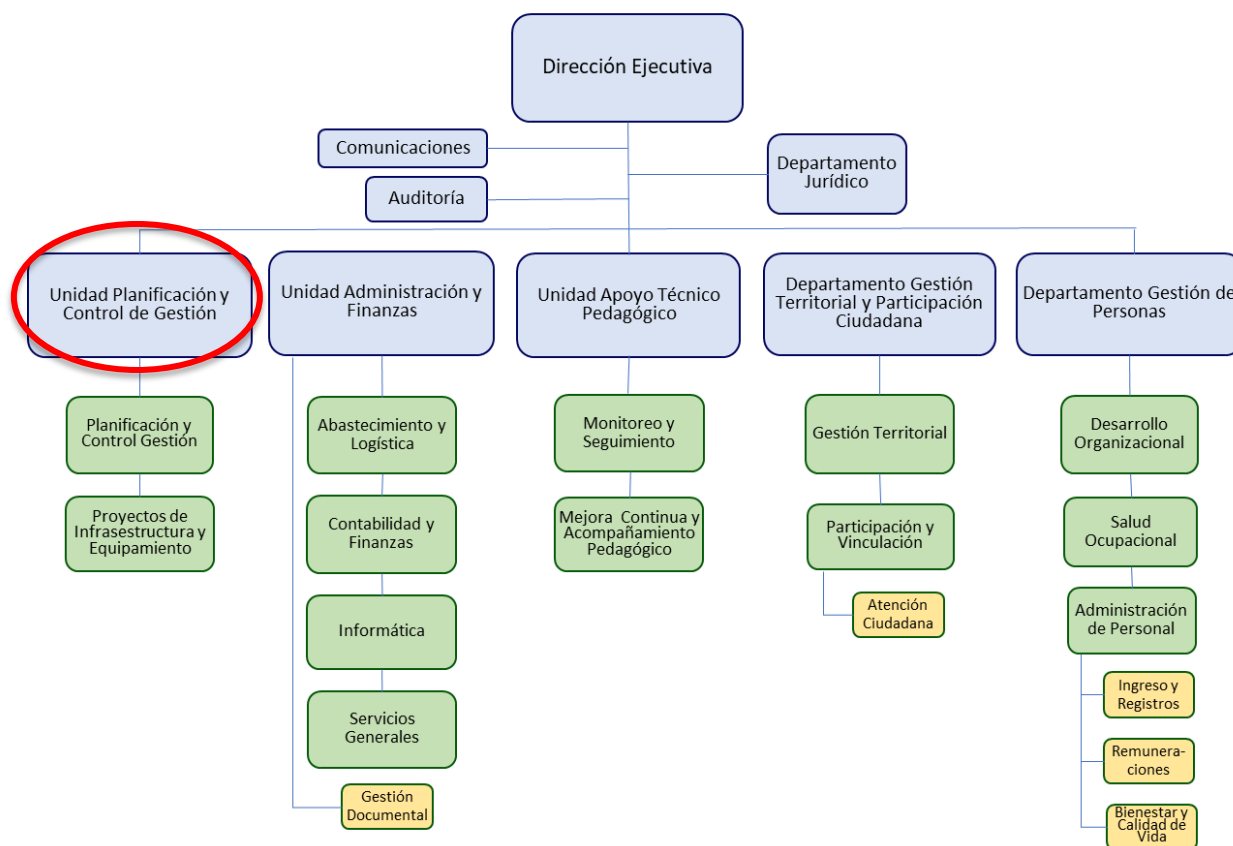 Dirección Ejecutiva
Comunicaciones
Departamento
Jurídico
Auditoría
Unidad Planificación y
Control de Gestión
Unidad Administración y
Finanzas
Unidad Apoyo Técnico
Pedagógico
Departamento Gestión
Territorial y Participación
Ciudadana
Departamento Gestión de
Personas
Planificación y
Control Gestión
Abastecimiento y
Logística
Monitoreo y
Seguimiento
Gestión Territorial
Desarrollo
Organizacional
Proyectos de
Infrasestructura y
Equipamiento
Contabilidad y
Finanzas
Mejora Continua y
Acompañamiento
Pedagógico
Participación y
Vinculación
Salud
Ocupacional
Atención
Ciudadana
Administración
de Personal
Informática
Ingreso y
Registros
Servicios
Generales
Remunera-
ciones
Gestión
Documental
Bienestar y
Calidad de
Vida